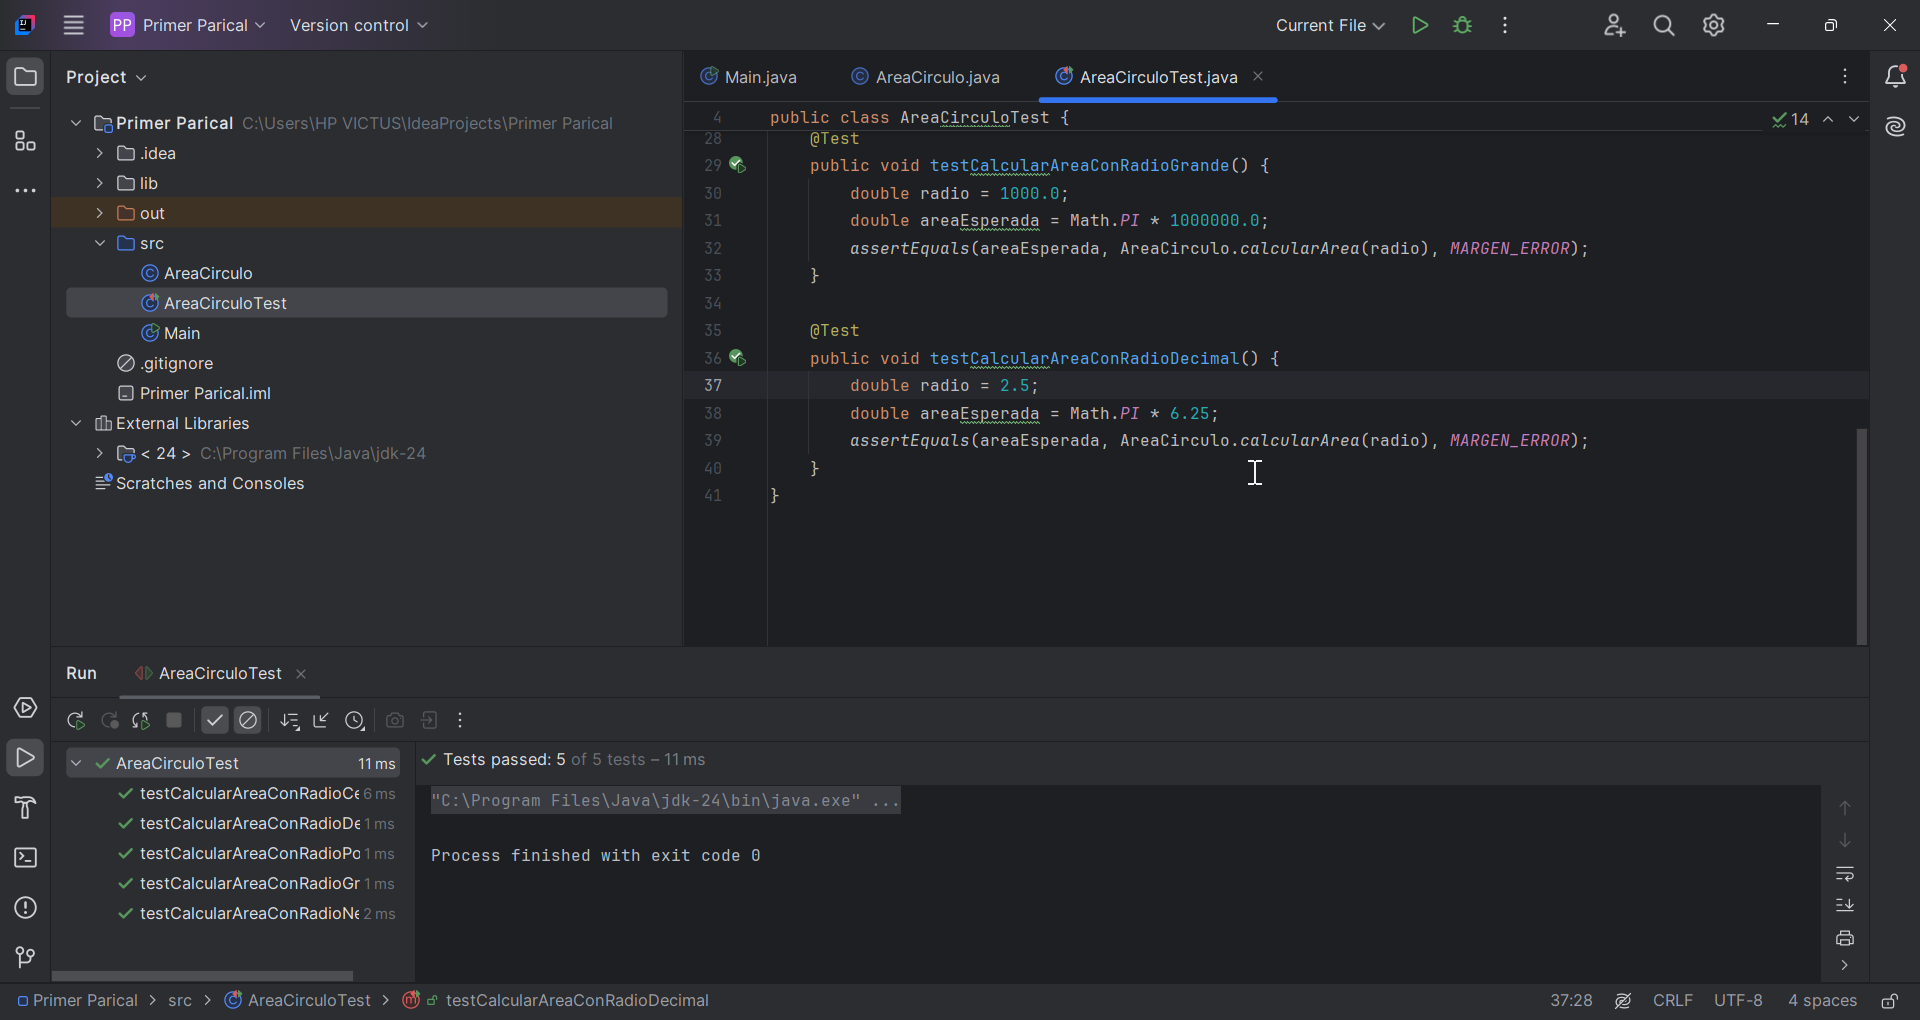 PP Primer Parical Version control Current File
Project
Main.java AreaCirculo.java AreaCirculoTest.java
Primer Parical C:\Users\HP VICTUS\IdeaProjects\Primer Parical
.idea
lib
out
src
AreaCirculo
AreaCirculoTest
Main
.gitignore
Primer Parical.iml
External Libraries
< 24 > C:\Program Files\Java\jdk-24
Scratches and Consoles
4 public class AreaCirculoTest {
14
28 @Test
29 public void testCalcularAreaConRadioGrande() {
30 double radio = 1000.0;
31 double areaEsperada = Math.PI * 1000000.0;
32 assertEquals(areaEsperada, AreaCirculo.calcularArea(radio), MARGEN_ERROR);
33 }
34
35 @Test
36 public void testCalcularAreaConRadioDecimal() {
37 double radio = 2.5;
38 double areaEsperada = Math.PI * 6.25;
39 assertEquals(areaEsperada, AreaCirculo.calcularArea(radio), MARGEN_ERROR);
40 }
41 }
Run AreaCirculoTest
AreaCirculoTest 11 ms
testCalcularAreaConRadioCe 6 ms
testCalcularAreaConRadioDe 1 ms
testCalcularAreaConRadioPo 1 ms
testCalcularAreaConRadioGr 1 ms
testCalcularAreaConRadioNe 2 ms
Tests passed: 5 of 5 tests – 11 ms
"C:\Program Files\Java\jdk-24\bin\java.exe" ...
Process finished with exit code 0
Primer Parical > src > AreaCirculoTest > m testCalcularAreaConRadioDecimal 37:28 CRLF UTF-8 4 spaces